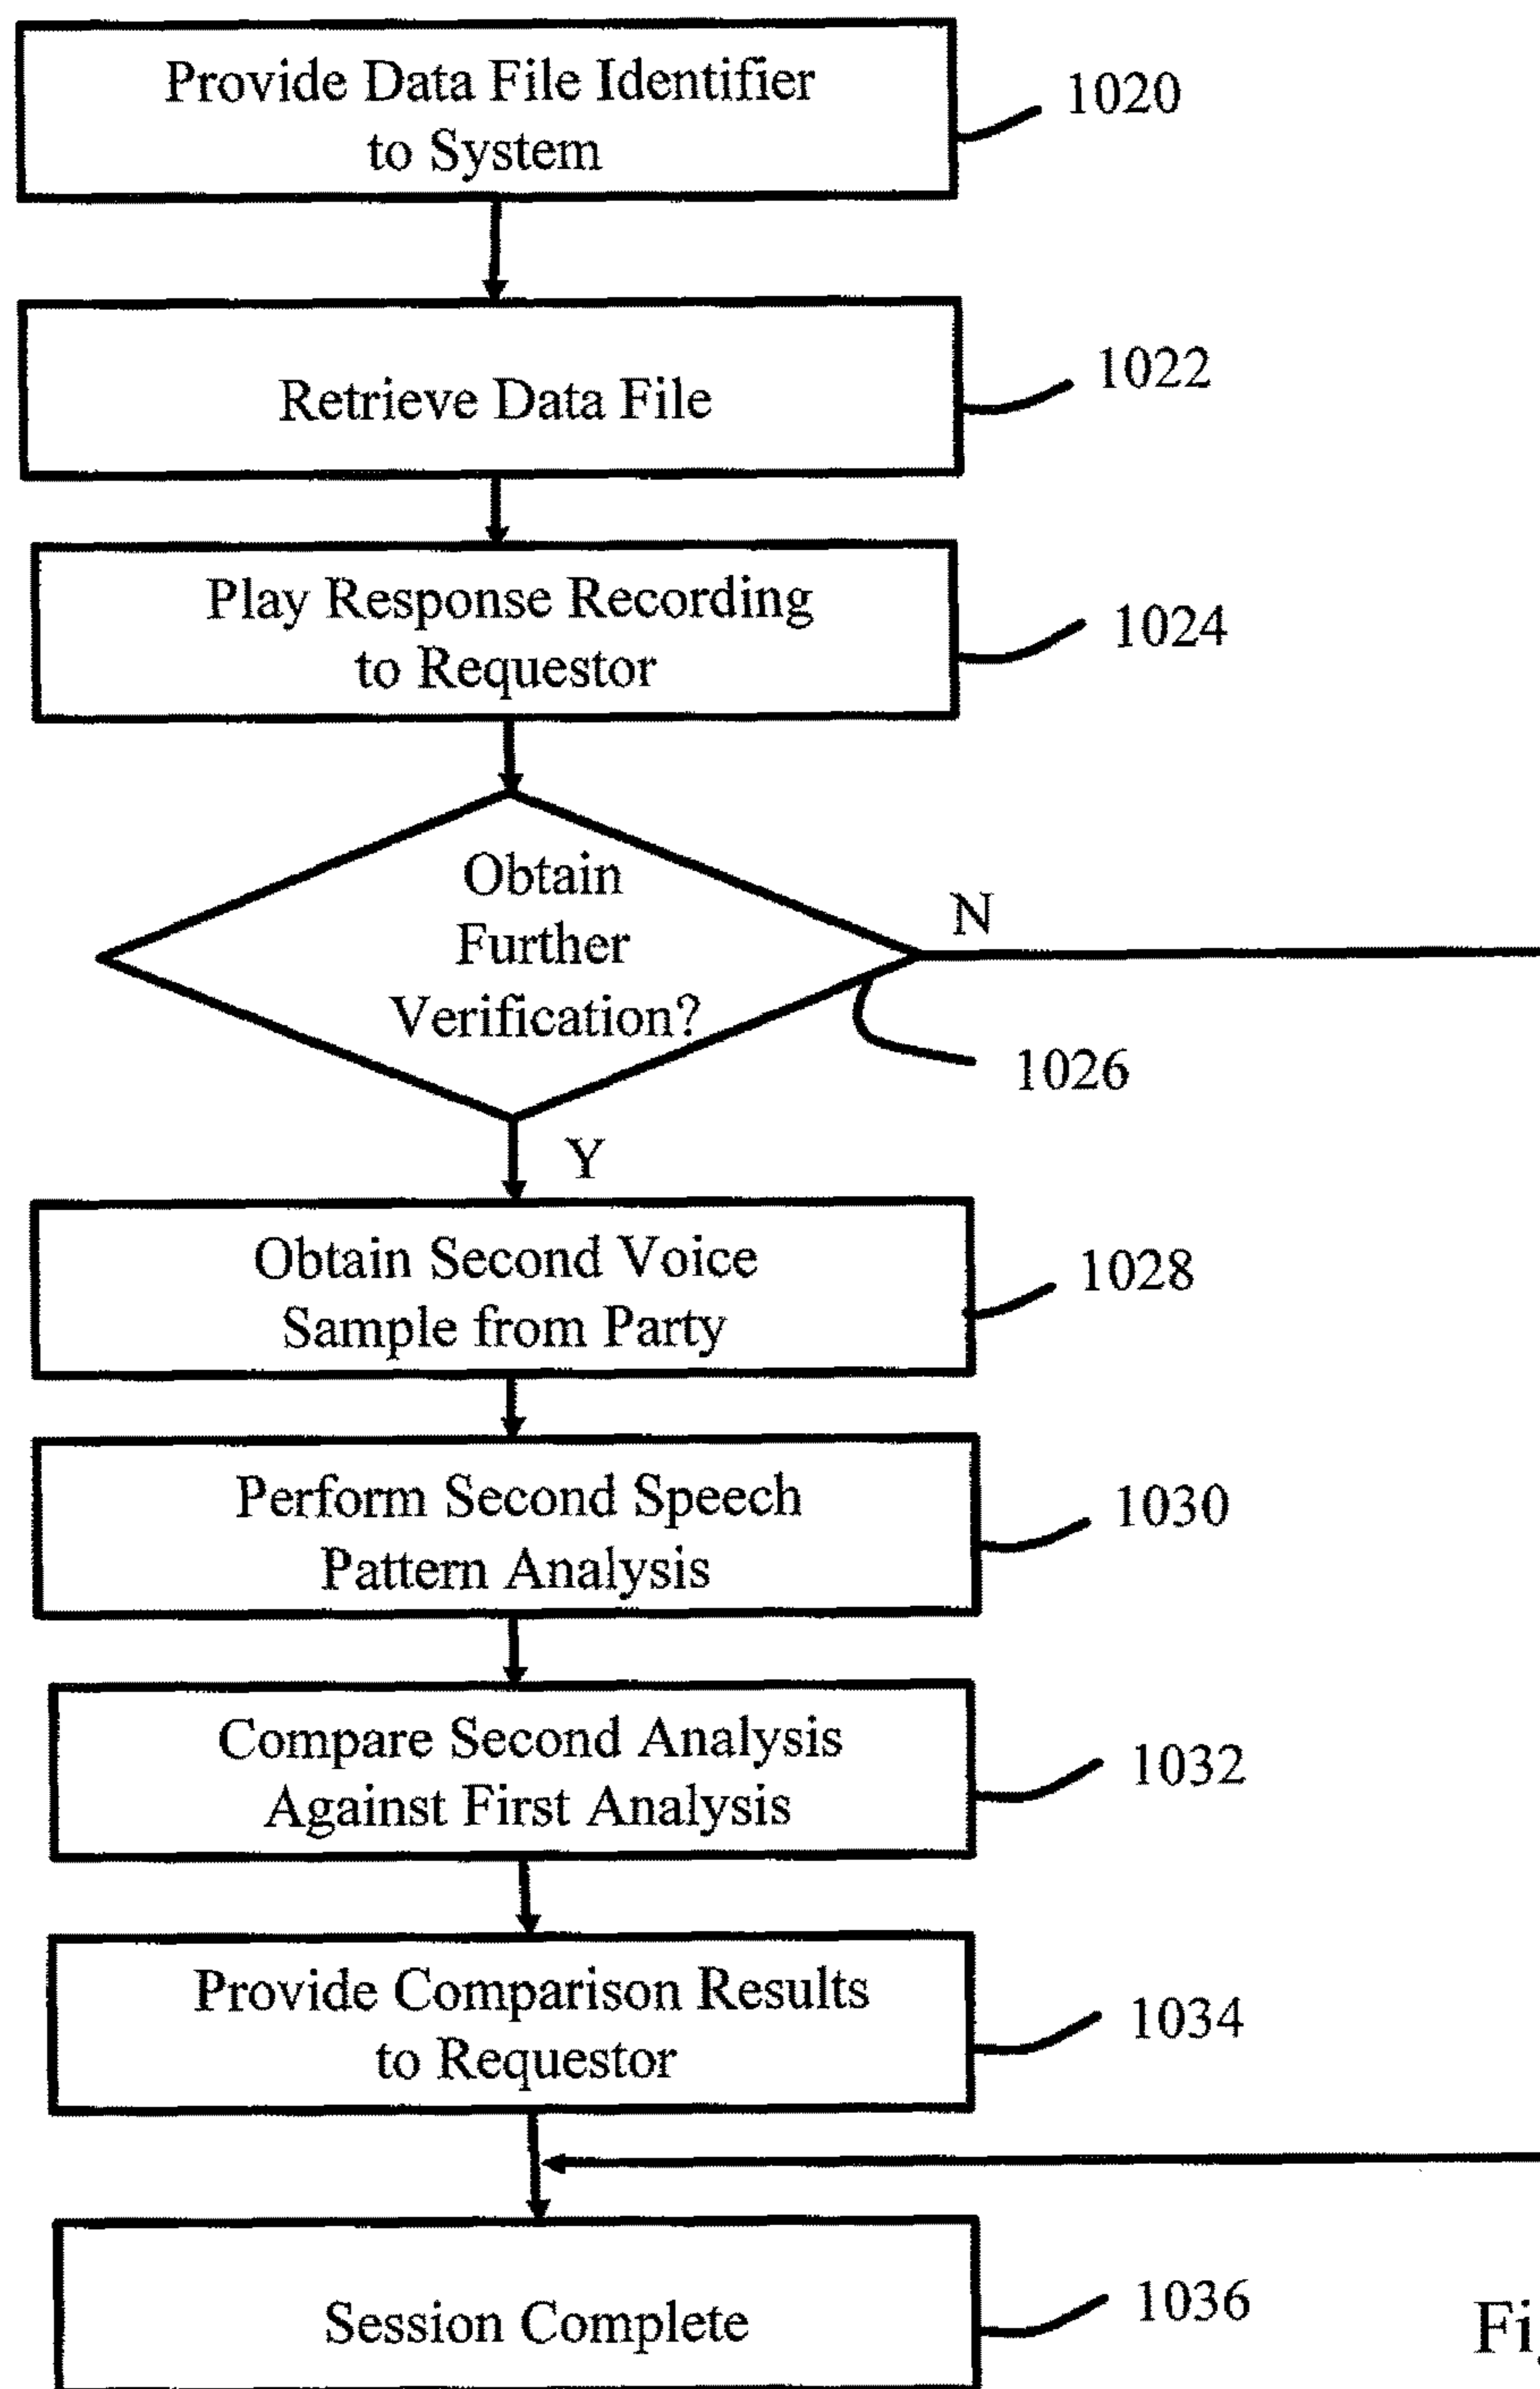 Provide Data File Identifier
to System
1020
Retrieve Data File
1022
Play Response Recording
to Requestor
1024
Obtain
Further
Verification?
N
1026
Y
Obtain Second Voice
Sample from Party
1028
Perform Second Speech
Pattern Analysis
1030
Compare Second Analysis
Against First Analysis
1032
Provide Comparison Results
to Requestor
1034
Session Complete
1036